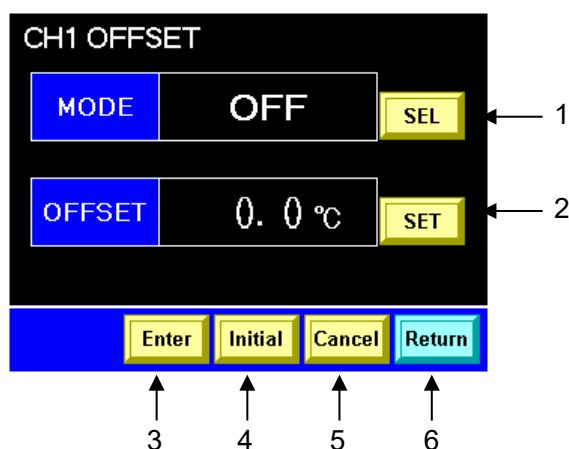 CH1 OFFSET
MODE OFF SEL 1
OFFSET 0. 0 ℃ SET 2
Enter Initial Cancel Return
3 4 5 6